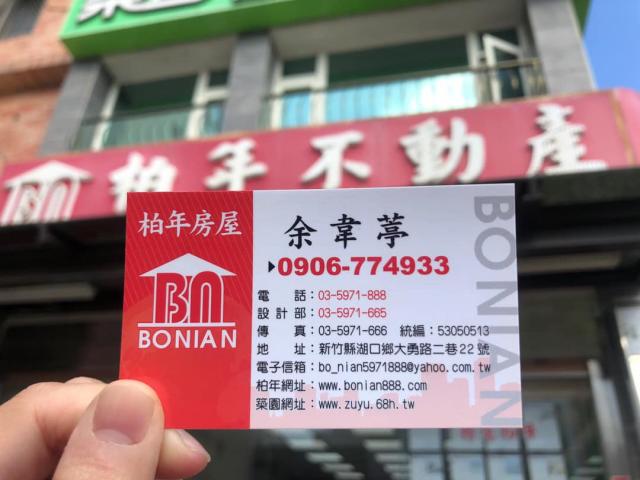 柏年不動產
柏年房屋
BN
BONIAN
余韋葶
0906-774933
電話：03-5971-888
設計部：03-5971-665
傳真：03-5971-666 統編：53050513
地址：新竹縣湖口鄉大勇路二巷22號
電子信箱：bo_nian5971888@yahoo.com.tw
柏年網址：www.bonian888.com
築園網址：www.zuyu.68h.tw
BONIAN